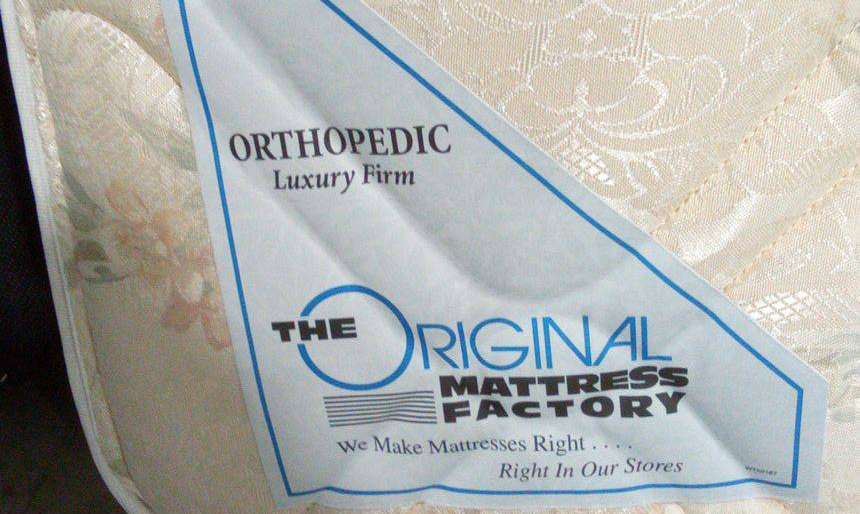 ORTHOPEDIC
Luxury Firm
THE ORIGINAL
MATTRESS
FACTORY
We Make Mattresses Right . . . .
Right In Our Stores